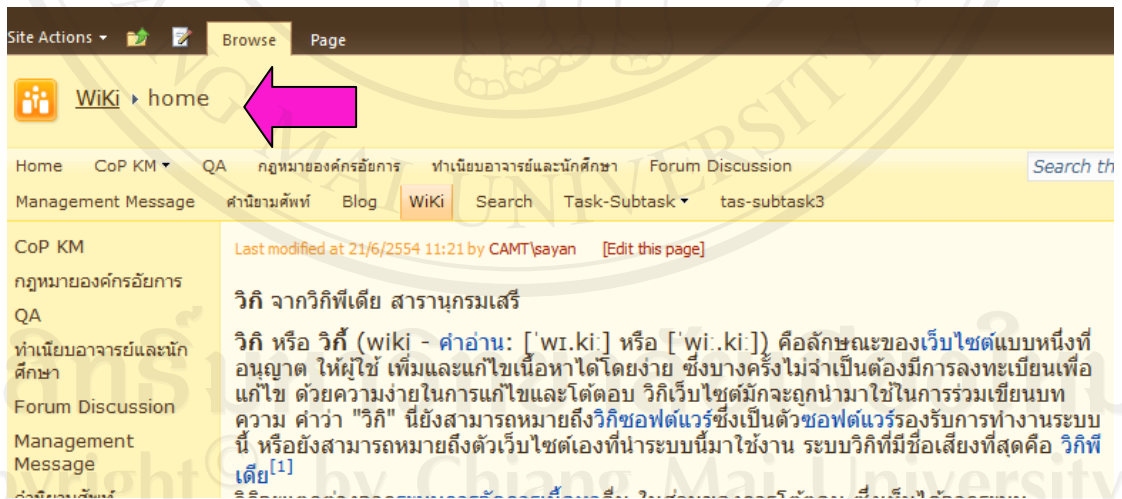 Site Actions Browse Page
WiKi ▸ home
Home CoP KM QA กฎหมายองค์กรอัยการ ทำเนียบอาจารย์และนักศึกษา Forum Discussion Search th
Management Message คำนิยามศัพท์ Blog WiKi Search Task-Subtask tas-subtask3
CoP KM
กฎหมายองค์กรอัยการ
QA
ทำเนียบอาจารย์และนัก
ศึกษา
Forum Discussion
Management
Message
คำนิยามศัพท์
Last modified at 21/6/2554 11:21 by CAMT\sayan [Edit this page]
วิกิ จากวิกิพีเดีย สารานุกรมเสรี
วิกิ หรือ วิกี้ (wiki - คำอ่าน: [ˈwɪ.kiː] หรือ [ˈwiː.kiː]) คือลักษณะของเว็บไซต์แบบหนึ่งที่
อนุญาต ให้ผู้ใช้ เพิ่มและแก้ไขเนื้อหาได้โดยง่าย ซึ่งบางครั้งไม่จำเป็นต้องมีการลงทะเบียนเพื่อ
แก้ไข ด้วยความง่ายในการแก้ไขและโต้ตอบ วิกิเว็บไซต์มักจะถูกนำมาใช้ในการร่วมเขียนบท
ความ คำว่า "วิกิ" นี่ยังสามารถหมายถึงวิกิซอฟต์แวร์ซึ่งเป็นตัวซอฟต์แวร์รองรับการทำงานระบบ
นี้ หรือยังสามารถหมายถึงตัวเว็บไซต์เองที่นำระบบนี้มาใช้งาน ระบบวิกิที่มีชื่อเสียงที่สุดคือ วิกิพี
เดีย[1]
by Chiang Mai University